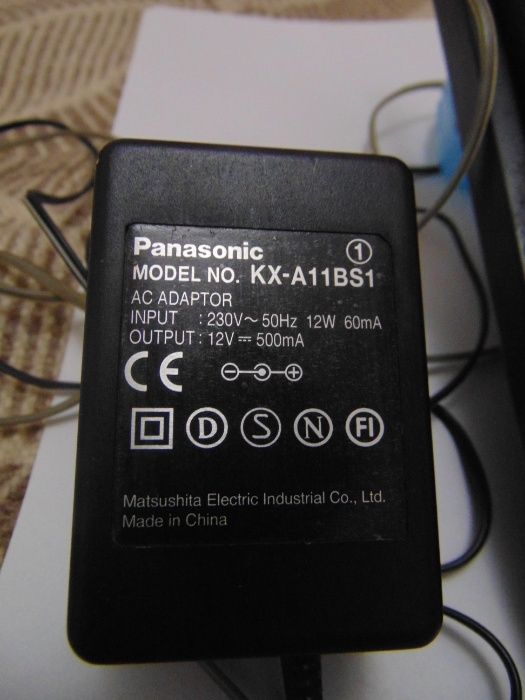 Panasonic ①
MODEL NO. KX-A11BS1
AC ADAPTOR
INPUT : 230V~ 50Hz 12W 60mA
OUTPUT : 12V ⎓ 500mA
CE
D S N FI
Matsushita Electric Industrial Co., Ltd.
Made in China